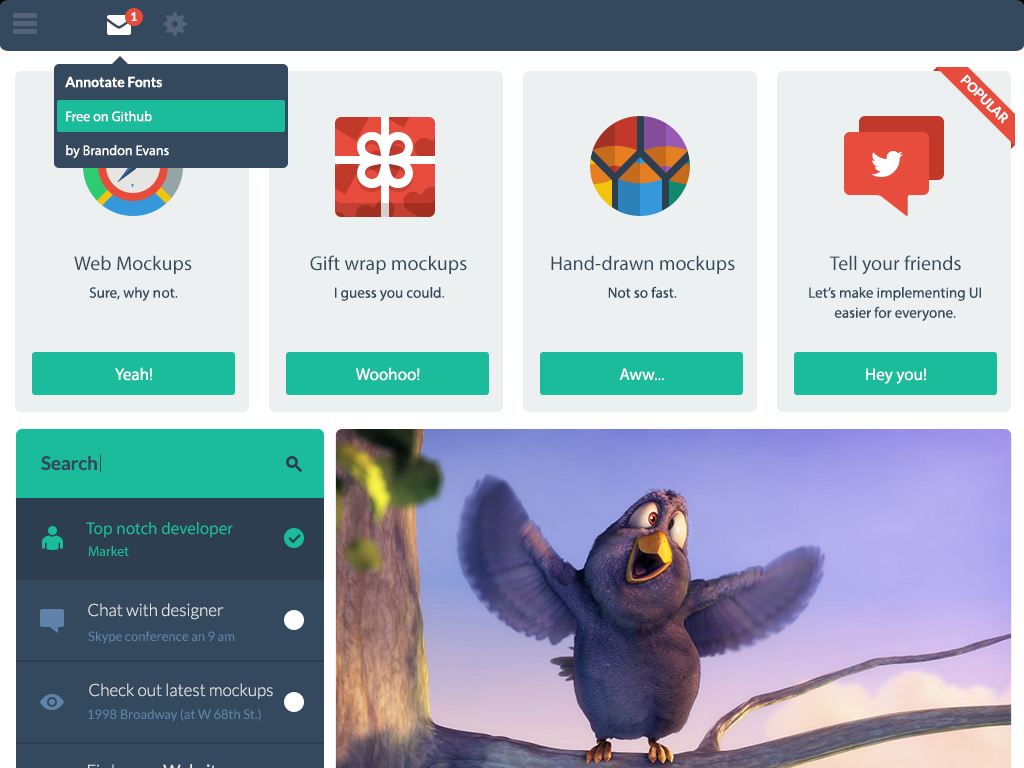 1
Annotate Fonts
Free on Github
by Brandon Evans
POPULAR
Web Mockups
Sure, why not.
Yeah!
Gift wrap mockups
I guess you could.
Woohoo!
Hand-drawn mockups
Not so fast.
Aww...
Tell your friends
Let’s make implementing UI
easier for everyone.
Hey you!
Search
Top notch developer
Market
Chat with designer
Skype conference an 9 am
Check out latest mockups
1998 Broadway (at W 68th St.)